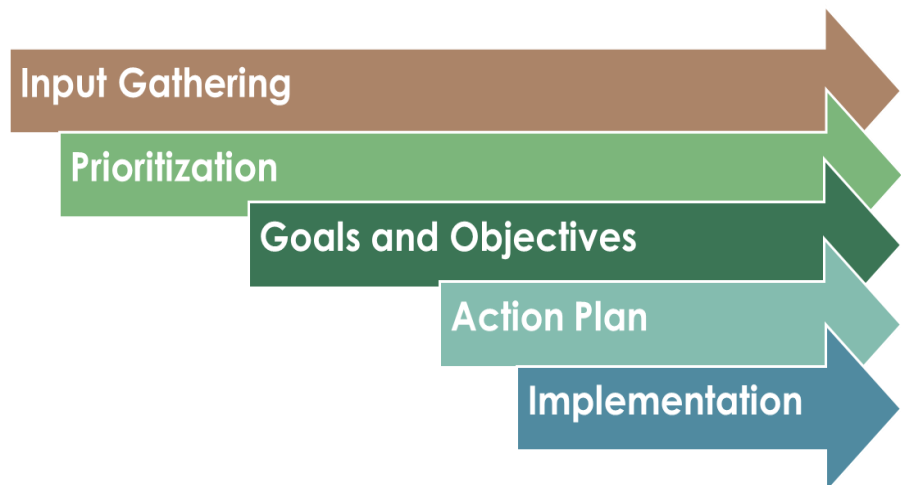 Input Gathering
Prioritization
Goals and Objectives
Action Plan
Implementation